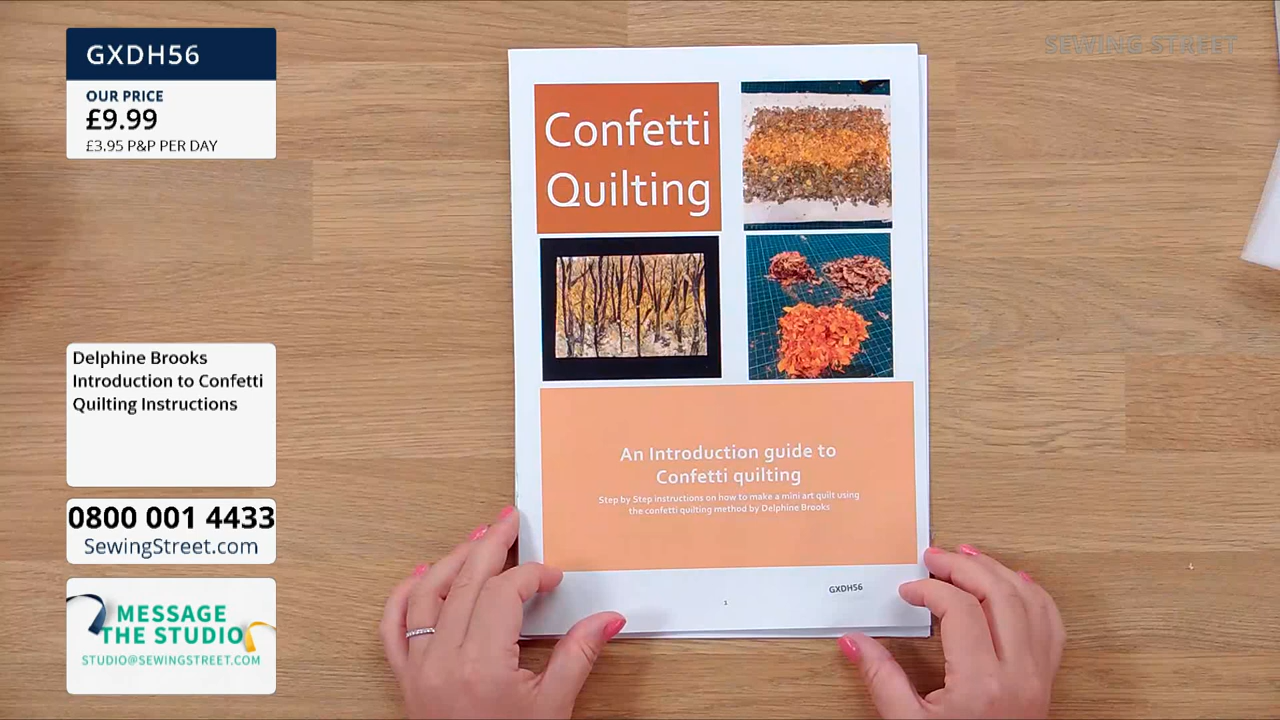 GXDH56
OUR PRICE
£9.99
£3.95 P&P PER DAY
Delphine Brooks
Introduction to Confetti
Quilting Instructions
0800 001 4433
SewingStreet.com
MESSAGE
THE STUDIO
STUDIO@SEWINGSTREET.COM
SEWING STREET
Confetti
Quilting
An Introduction guide to
Confetti quilting
Step by Step instructions on how to make a mini art quilt using
the confetti quilting method by Delphine Brooks
GXDH56
1